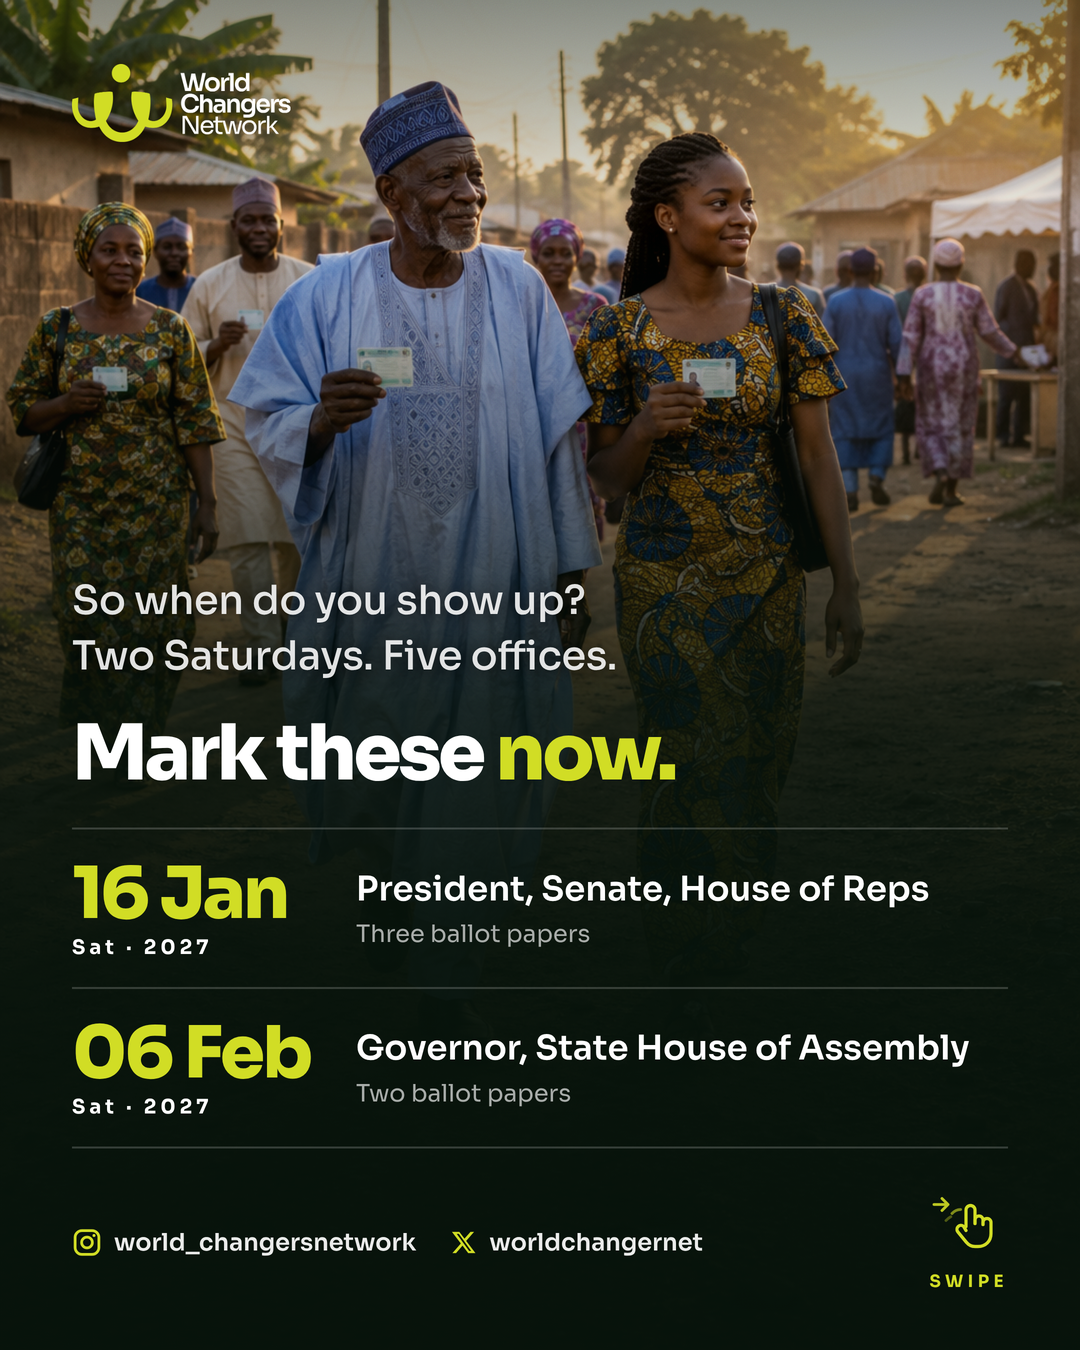 World
Changers
Network
So when do you show up?
Two Saturdays. Five offices.
Mark these now.
16 Jan
Sat · 2027
President, Senate, House of Reps
Three ballot papers
06 Feb
Sat · 2027
Governor, State House of Assembly
Two ballot papers
world_changersnetwork
worldchangernet
SWIPE